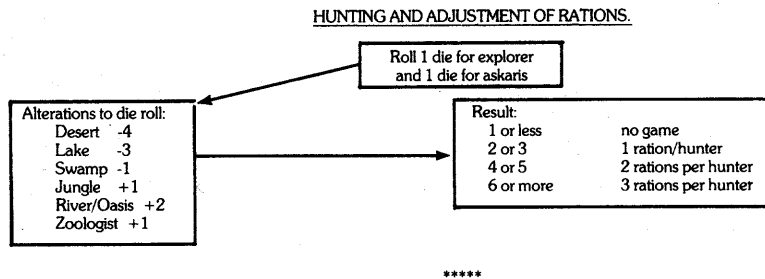 HUNTING AND ADJUSTMENT OF RATIONS.
Roll 1 die for explorer
and 1 die for askaris
Alterations to die roll:
Desert -4
Lake -3
Swamp -1
Jungle +1
River/Oasis +2
Zoologist +1
Result:
1 or less no game
2 or 3 1 ration/hunter
4 or 5 2 rations per hunter
6 or more 3 rations per hunter
*****